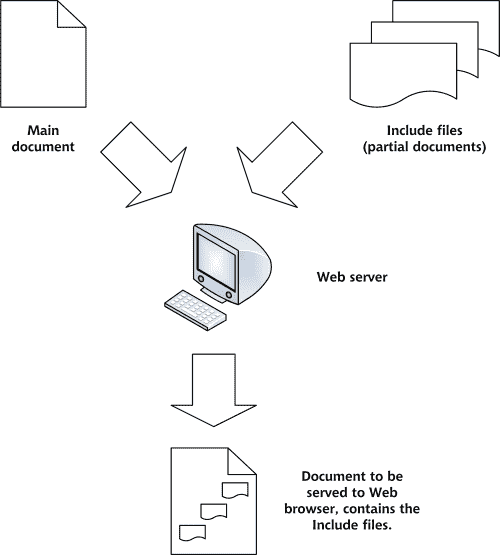 Main
document
Include files
(partial documents)
Web server
Document to be
served to Web
browser, contains the
Include files.